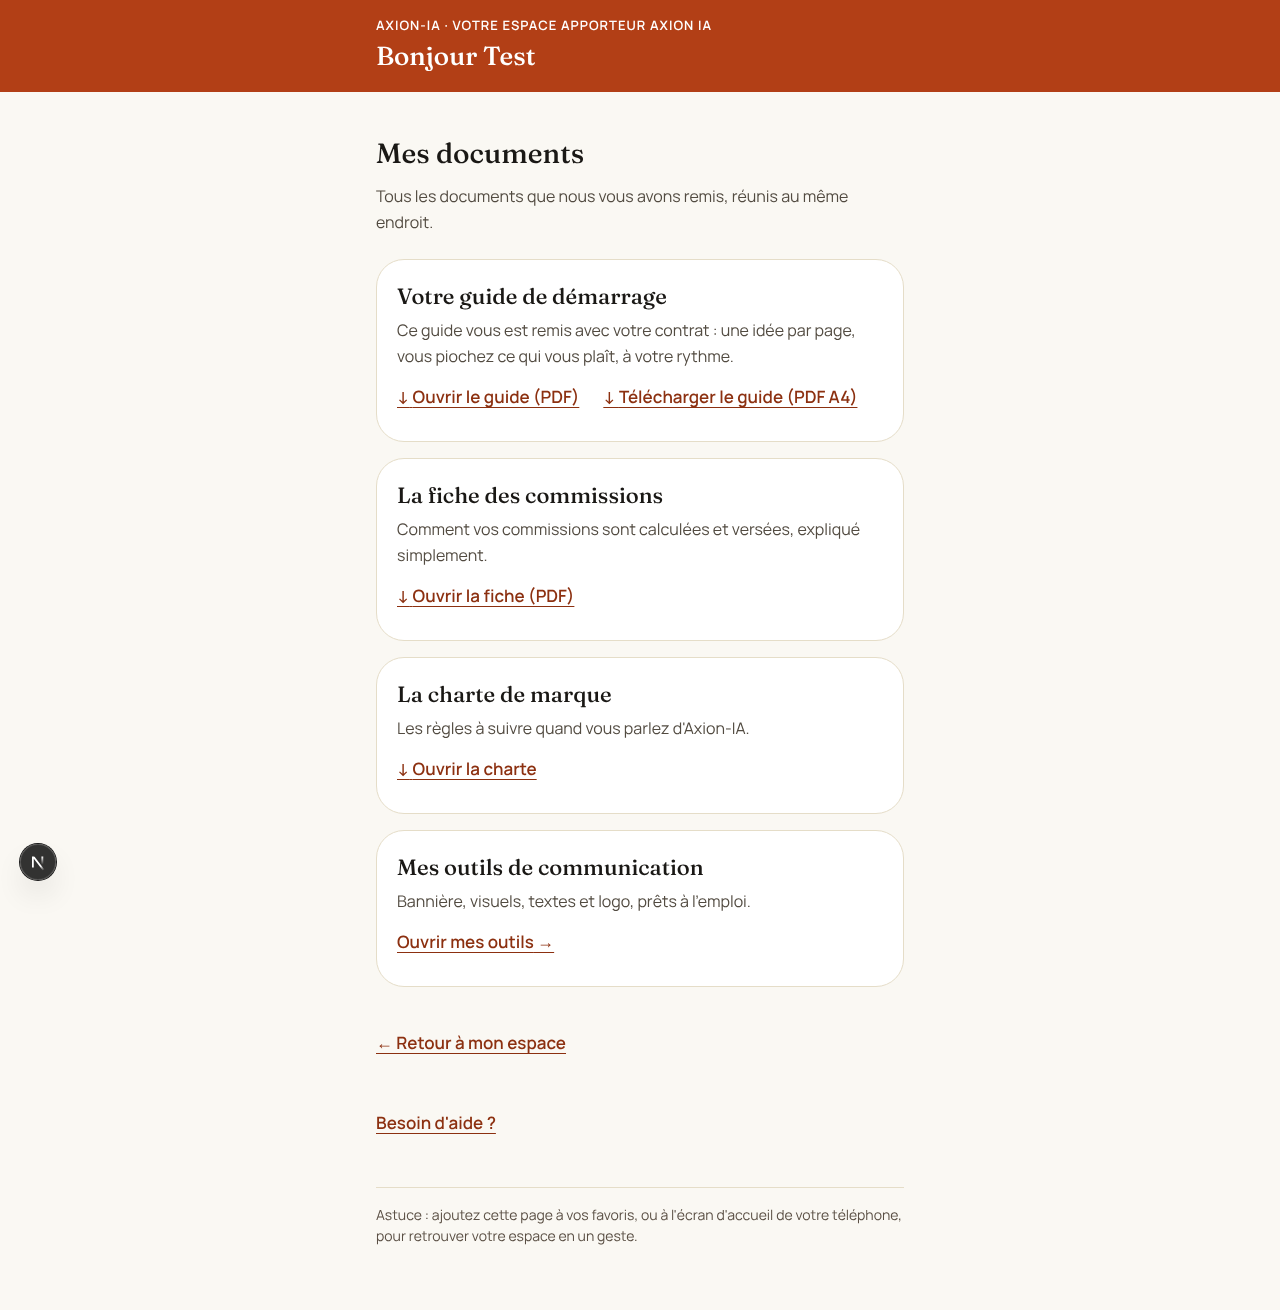 AXION-IA · VOTRE ESPACE APPORTEUR AXION IA
Bonjour Test
Mes documents
Tous les documents que nous vous avons remis, réunis au même
endroit.
Votre guide de démarrage
Ce guide vous est remis avec votre contrat : une idée par page,
vous piochez ce qui vous plaît, à votre rythme.
↓ Ouvrir le guide (PDF) ↓ Télécharger le guide (PDF A4)
La fiche des commissions
Comment vos commissions sont calculées et versées, expliqué
simplement.
↓ Ouvrir la fiche (PDF)
La charte de marque
Les règles à suivre quand vous parlez d'Axion-IA.
↓ Ouvrir la charte
Mes outils de communication
Bannière, visuels, textes et logo, prêts à l'emploi.
N
Ouvrir mes outils →
← Retour à mon espace
Besoin d'aide ?
Astuce : ajoutez cette page à vos favoris, ou à l'écran d'accueil de votre téléphone,
pour retrouver votre espace en un geste.